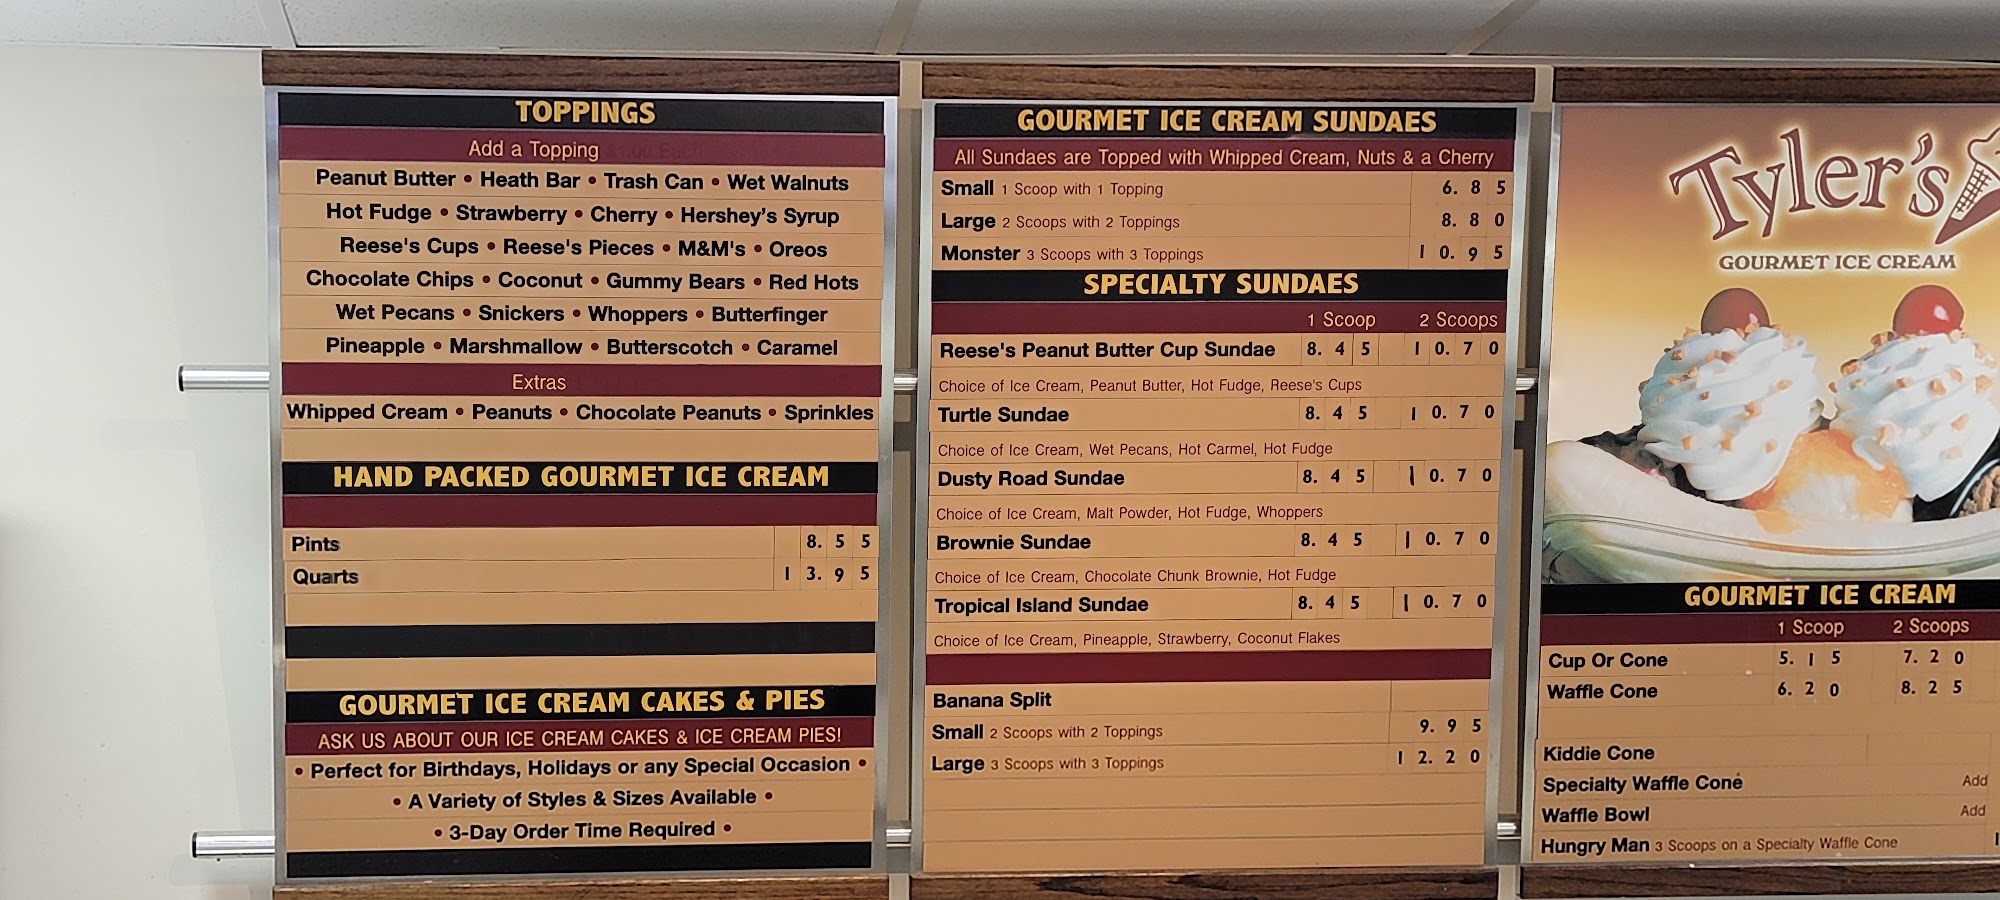 TOPPINGS
Add a Topping
Peanut Butter • Heath Bar • Trash Can • Wet Walnuts
Hot Fudge • Strawberry • Cherry • Hershey's Syrup
Reese's Cups • Reese's Pieces • M&M's • Oreos
Chocolate Chips • Coconut • Gummy Bears • Red Hots
Wet Pecans • Snickers • Whoppers • Butterfinger
Pineapple • Marshmallow • Butterscotch • Caramel
Extras
Whipped Cream • Peanuts • Chocolate Peanuts • Sprinkles
HAND PACKED GOURMET ICE CREAM
Pints 8.55
Quarts 13.95
GOURMET ICE CREAM CAKES & PIES
ASK US ABOUT OUR ICE CREAM CAKES & ICE CREAM PIES!
• Perfect for Birthdays, Holidays or any Special Occasion •
• A Variety of Styles & Sizes Available •
• 3-Day Order Time Required •
GOURMET ICE CREAM SUNDAES
All Sundaes are Topped with Whipped Cream, Nuts & a Cherry
Small 1 Scoop with 1 Topping 6.85
Large 2 Scoops with 2 Toppings 8.80
Monster 3 Scoops with 3 Toppings 10.95
SPECIALTY SUNDAES
1 Scoop 2 Scoops
Reese's Peanut Butter Cup Sundae 8.45 10.70
Choice of Ice Cream, Peanut Butter, Hot Fudge, Reese's Cups
Turtle Sundae 8.45 10.70
Choice of Ice Cream, Wet Pecans, Hot Carmel, Hot Fudge
Dusty Road Sundae 8.45 10.70
Choice of Ice Cream, Malt Powder, Hot Fudge, Whoppers
Brownie Sundae 8.45 10.70
Choice of Ice Cream, Chocolate Chunk Brownie, Hot Fudge
Tropical Island Sundae 8.45 10.70
Choice of Ice Cream, Pineapple, Strawberry, Coconut Flakes
Banana Split
Small 2 Scoops with 2 Toppings 9.95
Large 3 Scoops with 3 Toppings 12.20
Tyler's
GOURMET ICE CREAM
GOURMET ICE CREAM
1 Scoop 2 Scoops
Cup Or Cone 5.15 7.20
Waffle Cone 6.20 8.25
Kiddie Cone
Specialty Waffle Cone Add
Waffle Bowl Add
Hungry Man 3 Scoops on a Specialty Waffle Cone